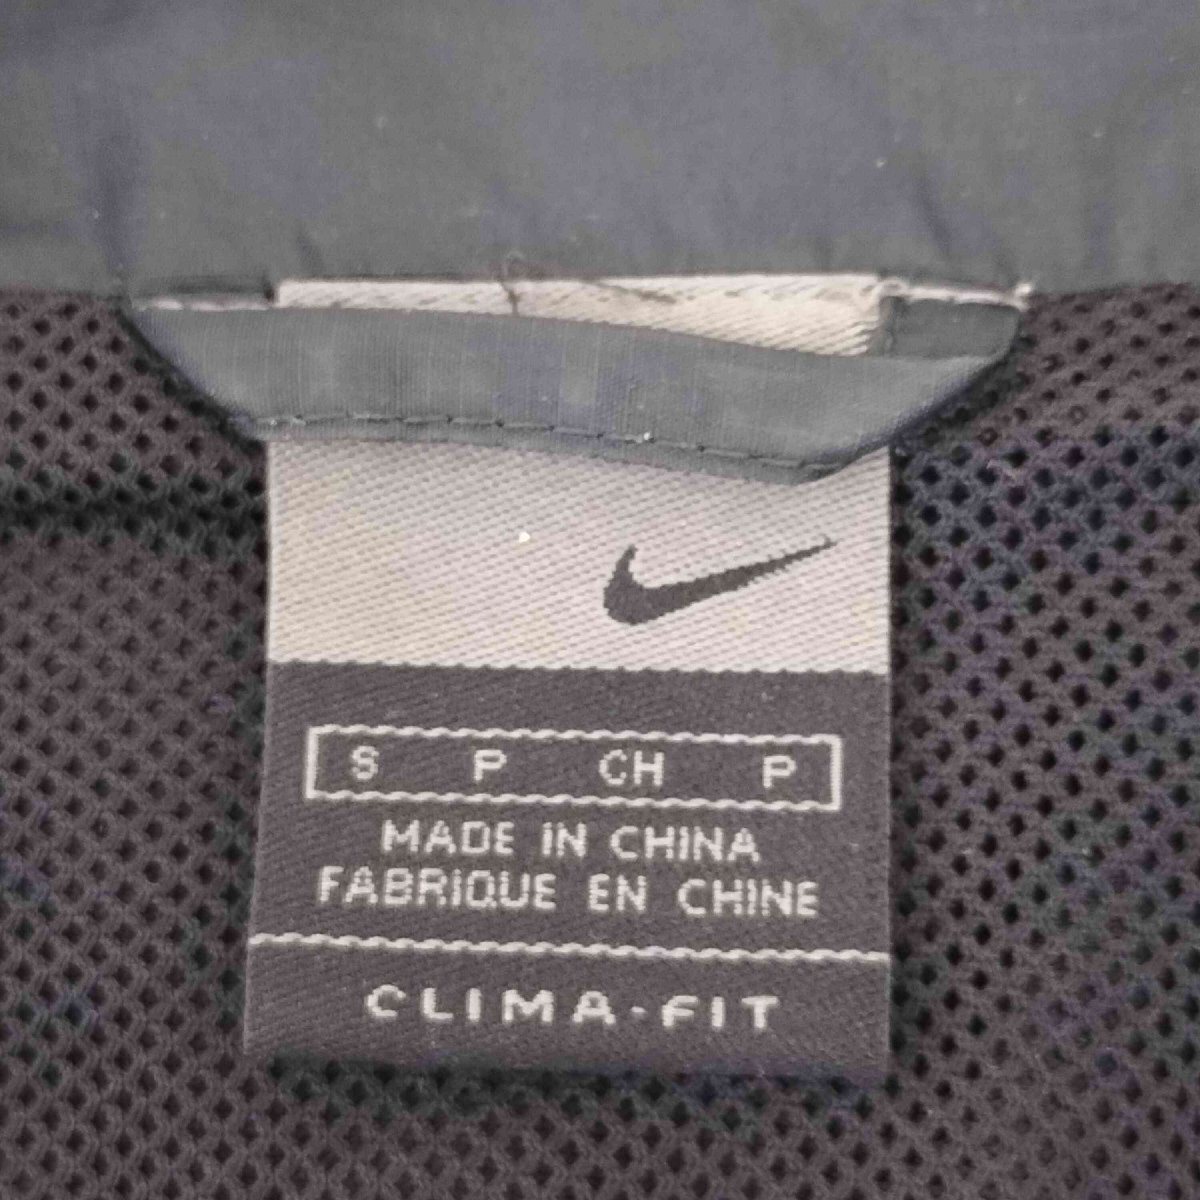 S P CH P
MADE IN CHINA
FABRIQUE EN CHINE
CLIMA-FIT